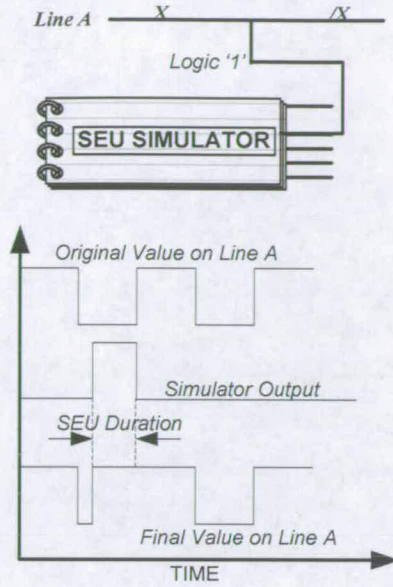 Line A X /X
Logic ‘1’
SEU SIMULATOR
Original Value on Line A
Simulator Output
SEU Duration
Final Value on Line A
TIME